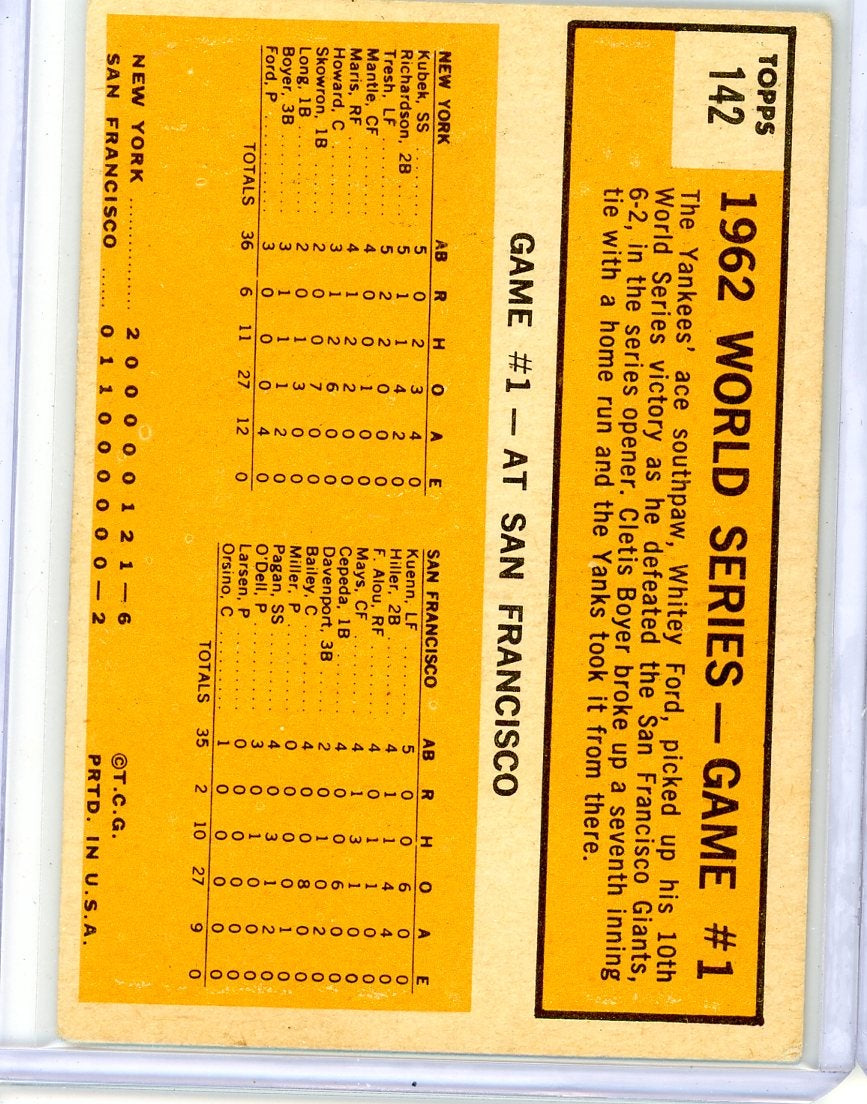 TOPPS
142
1962 WORLD SERIES—GAME #1
The Yankees' ace southpaw, Whitey Ford, picked up his 10th
World Series victory as he defeated the San Francisco Giants,
6-2, in the series opener. Cletis Boyer broke up a seventh inning
tie with a home run and the Yanks took it from there.
GAME #1—AT SAN FRANCISCO
NEW YORK AB R H O A E
Kubek, SS ...... 5 0 2 3 4 0
Richardson, 2B .... 5 1 1 4 2 0
Tresh, LF ........ 5 2 2 0 0 0
Mantle, CF ....... 4 0 0 1 0 0
Maris, RF ........ 4 1 2 2 0 0
Howard, C ....... 3 1 2 6 0 0
Skowron, 1B ...... 2 0 0 7 0 0
Long, 1B ......... 2 0 1 3 0 0
Boyer, 3B ........ 3 1 1 1 2 0
Ford, P .......... 3 0 0 0 4 0
TOTALS 36 6 11 27 12 0
SAN FRANCISCO AB R H O A E
Kuenn, LF ....... 5 0 0 6 0 0
Hiller, 2B ........ 4 1 1 4 4 0
F. Alou, RF ....... 4 0 1 1 0 0
Mays, CF ........ 4 1 3 1 0 0
Cepeda, 1B ...... 4 0 0 6 0 0
Davenport, 3B .... 2 0 1 0 2 0
Bailey, C ........ 4 0 0 8 0 0
Miller, P ......... 0 0 0 0 1 0
Pagan, SS ....... 4 0 3 1 2 0
O'Dell, P ........ 3 0 1 0 0 0
Larsen, P ........ 0 0 0 0 0 0
Orsino, C ........ 1 0 0 0 0 0
TOTALS 35 2 10 27 9 0
NEW YORK ................ 2 0 0 0 0 0 1 2 1—6
SAN FRANCISCO ...... 0 1 1 0 0 0 0 0 0—2
©T.C.G.
PRTD. IN U.S.A.